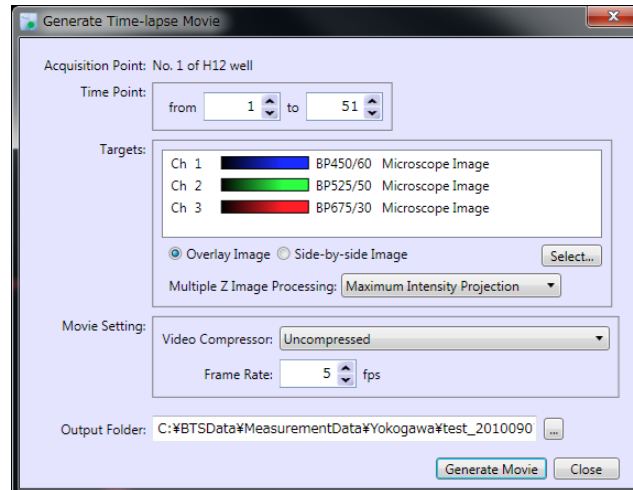 Generate Time-lapse Movie
Acquisition Point: No. 1 of H12 well
Time Point:
from 1 to 51
Targets:
Ch 1 BP450/60 Microscope Image
Ch 2 BP525/50 Microscope Image
Ch 3 BP675/30 Microscope Image
Overlay Image Side-by-side Image Select...
Multiple Z Image Processing: Maximum Intensity Projection
Movie Setting:
Video Compressor: Uncompressed
Frame Rate: 5 fps
Output Folder: C:¥BTSData¥MeasurementData¥Yokogawa¥test_2010090 ...
Generate Movie Close